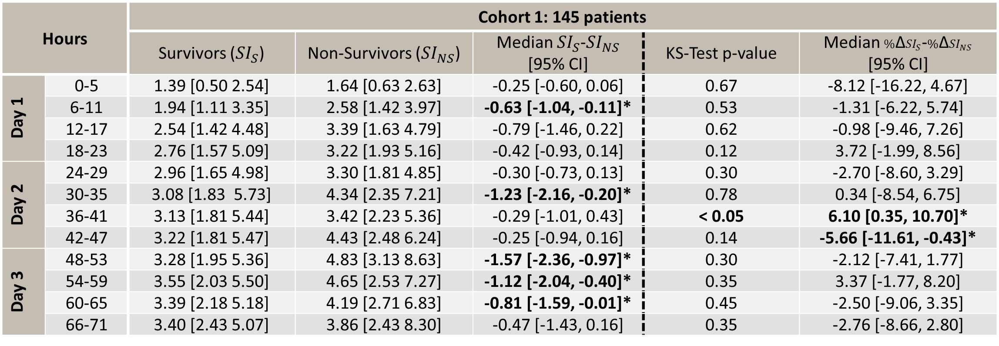 Cohort 1: 145 patients
Hours
Survivors (SI_S) Non-Survivors (SI_NS) Median SI_S-SI_NS [95% CI] KS-Test p-value Median %ΔSI_S-%ΔSI_NS [95% CI]
Day 1
0-5 1.39 [0.50 2.54] 1.64 [0.63 2.63] -0.25 [-0.60, 0.06] 0.67 -8.12 [-16.22, 4.67]
6-11 1.94 [1.11 3.35] 2.58 [1.42 3.97] -0.63 [-1.04, -0.11]* 0.53 -1.31 [-6.22, 5.74]
12-17 2.54 [1.42 4.48] 3.39 [1.63 4.79] -0.79 [-1.46, 0.22] 0.62 -0.98 [-9.46, 7.26]
18-23 2.76 [1.57 5.09] 3.22 [1.93 5.16] -0.42 [-0.93, 0.14] 0.12 3.72 [-1.99, 8.56]
Day 2
24-29 2.96 [1.65 4.98] 3.30 [1.81 4.85] -0.30 [-0.73, 0.13] 0.30 -2.70 [-8.60, 3.29]
30-35 3.08 [1.83 5.73] 4.34 [2.35 7.21] -1.23 [-2.16, -0.20]* 0.78 0.34 [-8.54, 6.75]
36-41 3.13 [1.81 5.44] 3.42 [2.23 5.36] -0.29 [-1.01, 0.43] < 0.05 6.10 [0.35, 10.70]*
42-47 3.22 [1.81 5.47] 4.43 [2.48 6.24] -0.25 [-0.94, 0.16] 0.14 -5.66 [-11.61, -0.43]*
Day 3
48-53 3.28 [1.95 5.36] 4.83 [3.13 8.63] -1.57 [-2.36, -0.97]* 0.30 -2.12 [-7.41, 1.77]
54-59 3.55 [2.03 5.50] 4.65 [2.53 7.27] -1.12 [-2.04, -0.40]* 0.35 3.37 [-1.77, 8.20]
60-65 3.39 [2.18 5.18] 4.19 [2.71 6.83] -0.81 [-1.59, -0.01]* 0.45 -2.50 [-9.06, 3.35]
66-71 3.40 [2.43 5.07] 3.86 [2.43 8.30] -0.47 [-1.43, 0.16] 0.35 -2.76 [-8.66, 2.80]